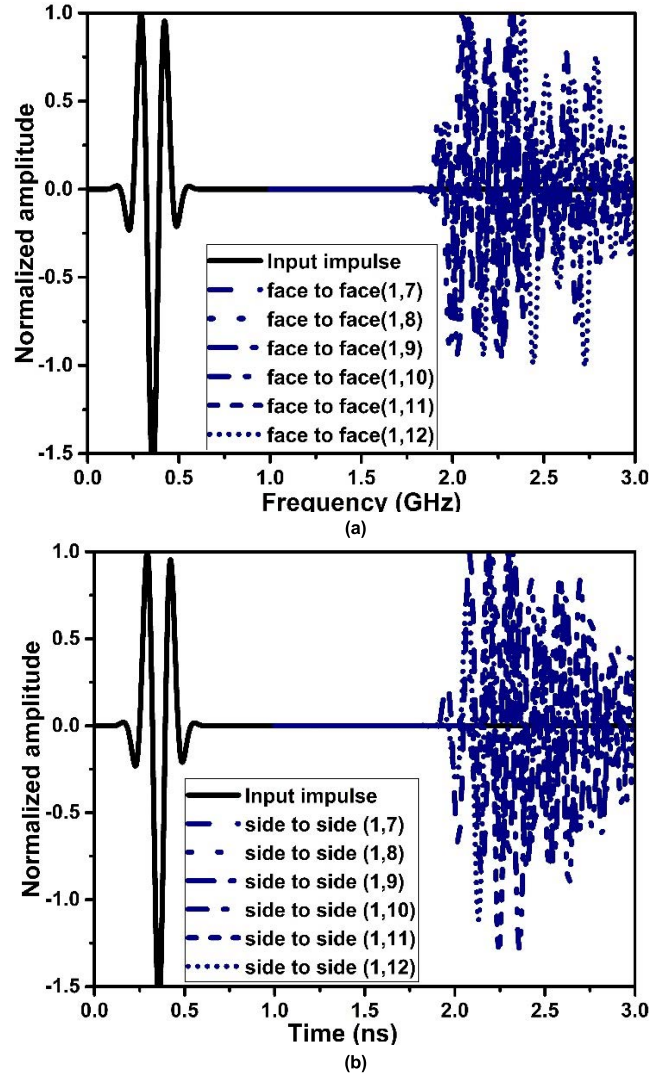 1.0
0.5
0.0
-0.5
-1.0
-1.5
Normalized amplitude
Input impulse
face to face(1,7)
face to face(1,8)
face to face(1,9)
face to face(1,10)
face to face(1,11)
face to face(1,12)
0.0 0.5 1.0 1.5 2.0 2.5 3.0
Frequency (GHz)
(a)
1.0
0.5
0.0
-0.5
-1.0
-1.5
Normalized amplitude
Input impulse
side to side (1,7)
side to side (1,8)
side to side (1,9)
side to side (1,10)
side to side (1,11)
side to side (1,12)
0.0 0.5 1.0 1.5 2.0 2.5 3.0
Time (ns)
(b)